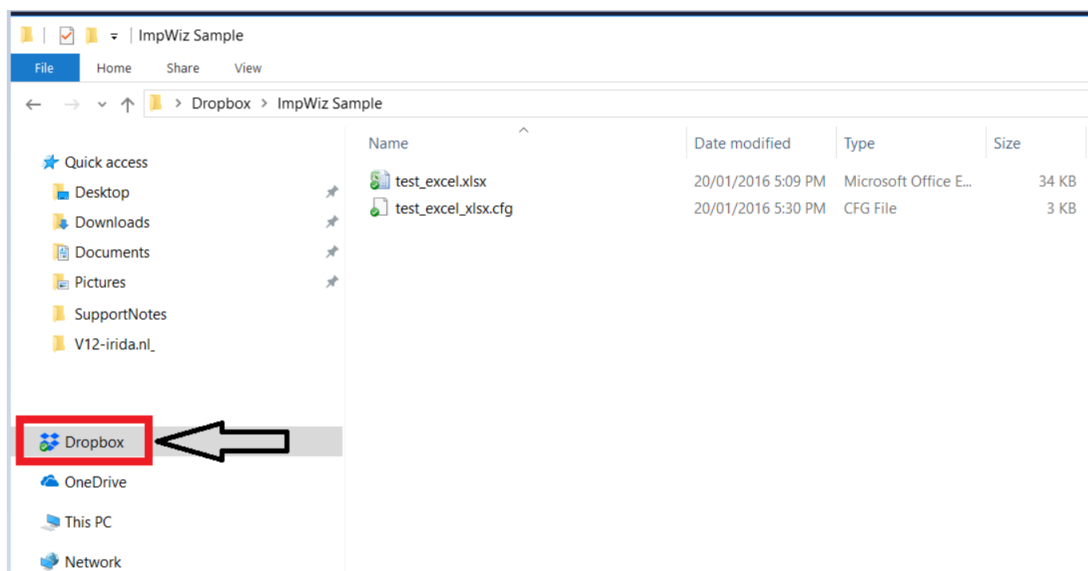 ImpWiz Sample
File Home Share View
Dropbox > ImpWiz Sample
Name Date modified Type Size
Quick access
Desktop
Downloads
Documents
Pictures
SupportNotes
V12-irida.nl_
Dropbox
OneDrive
This PC
Network
test_excel.xlsx 20/01/2016 5:09 PM Microsoft Office E... 34 KB
test_excel_xlsx.cfg 20/01/2016 5:30 PM CFG File 3 KB